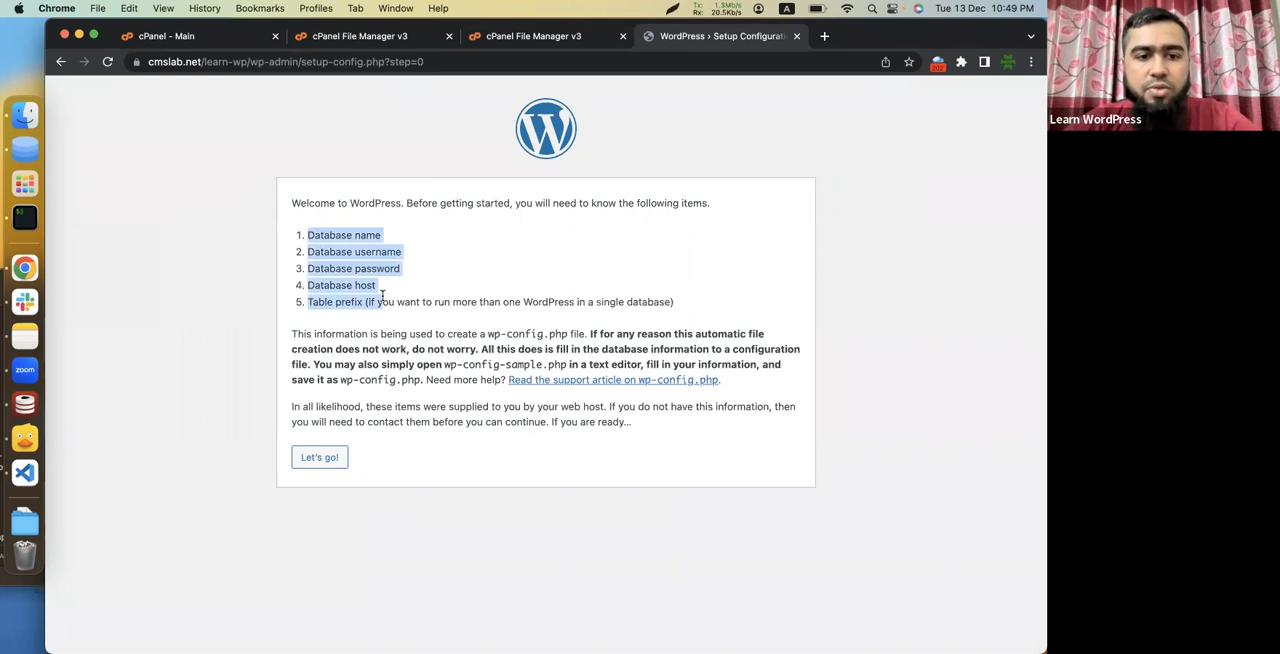 Chrome File Edit View History Bookmarks Profiles Tab Window Help
Tx: 1.3Mb/s
Rx: 20.5Kb/s
A
Tue 13 Dec 10:49 PM
cPanel - Main
cPanel File Manager v3
cPanel File Manager v3
WordPress › Setup Configurati
cmslab.net/learn-wp/wp-admin/setup-config.php?step=0
202
Learn WordPress
W
Welcome to WordPress. Before getting started, you will need to know the following items.
1. Database name
2. Database username
3. Database password
4. Database host
5. Table prefix (if you want to run more than one WordPress in a single database)
This information is being used to create a wp-config.php file. If for any reason this automatic file
creation does not work, do not worry. All this does is fill in the database information to a configuration
file. You may also simply open wp-config-sample.php in a text editor, fill in your information, and
save it as wp-config.php. Need more help? Read the support article on wp-config.php.
In all likelihood, these items were supplied to you by your web host. If you do not have this information, then
you will need to contact them before you can continue. If you are ready...
Let's go!
zoom